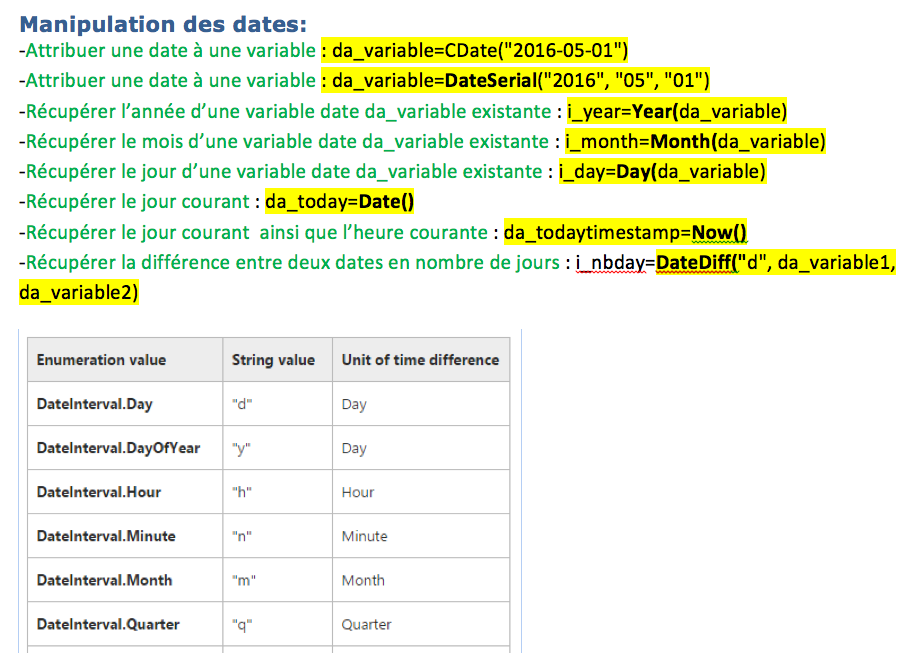 Manipulation des dates:
-Attribuer une date à une variable : da_variable=CDate("2016-05-01")
-Attribuer une date à une variable : da_variable=DateSerial("2016", "05", "01")
-Récupérer l’année d’une variable date da_variable existante : i_year=Year(da_variable)
-Récupérer le mois d’une variable date da_variable existante : i_month=Month(da_variable)
-Récupérer le jour d’une variable date da_variable existante : i_day=Day(da_variable)
-Récupérer le jour courant : da_today=Date()
-Récupérer le jour courant  ainsi que l’heure courante : da_todaytimestamp=Now()
-Récupérer la différence entre deux dates en nombre de jours : i_nbday=DateDiff("d", da_variable1,
da_variable2)
Enumeration value String value Unit of time difference
DateInterval.Day "d" Day
DateInterval.DayOfYear "y" Day
DateInterval.Hour "h" Hour
DateInterval.Minute "n" Minute
DateInterval.Month "m" Month
DateInterval.Quarter "q" Quarter